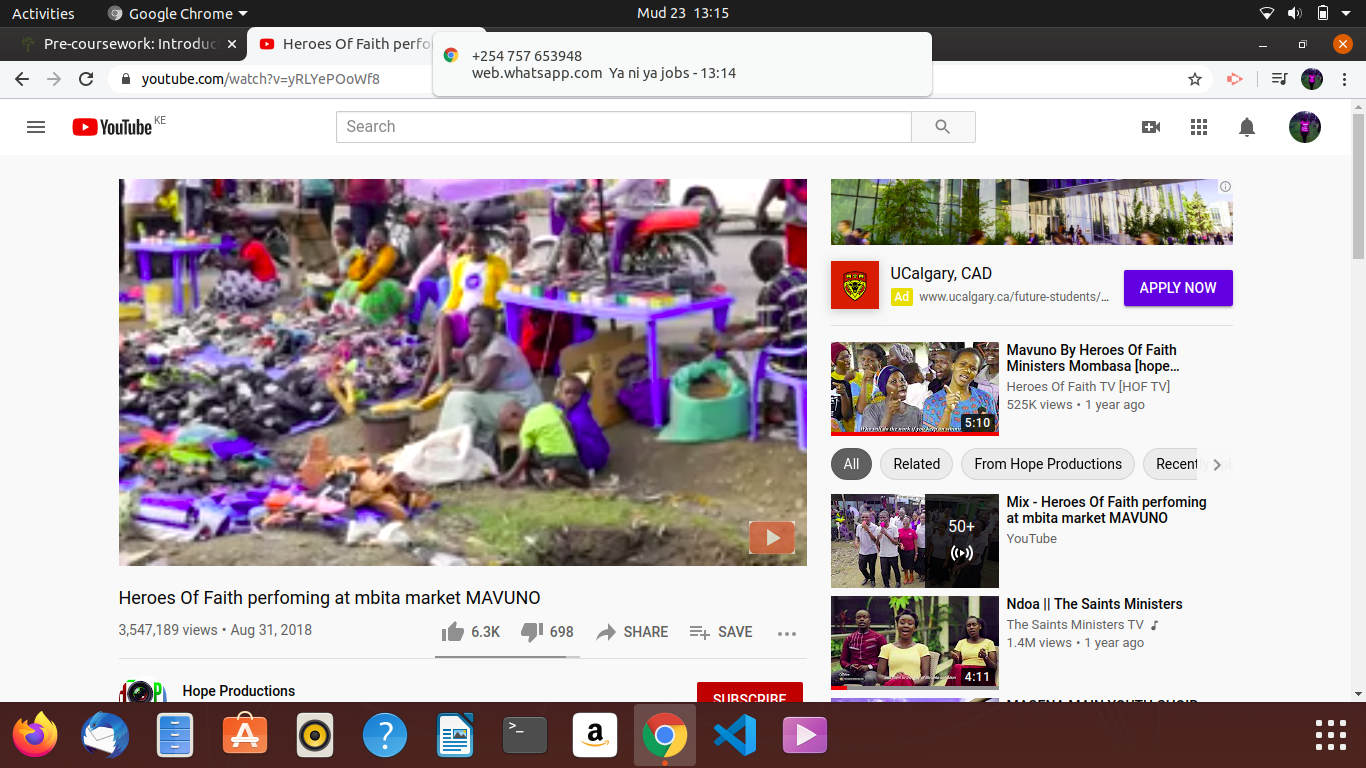 Activities
Google Chrome
Mud 23 13:15
Pre-coursework: Introduc
Heroes Of Faith perfo
+254 757 653948
web.whatsapp.com Ya ni ya jobs - 13:14
youtube.com/watch?v=yRLYePOoWf8
YouTube KE
Search
UCalgary, CAD
Ad www.ucalgary.ca/future-students/...
APPLY NOW
Mavuno By Heroes Of Faith
Ministers Mombasa [hope...
Heroes Of Faith TV [HOF TV]
525K views • 1 year ago
5:10
All
Related
From Hope Productions
Recent
50+
Mix - Heroes Of Faith perfoming
at mbita market MAVUNO
YouTube
Ndoa || The Saints Ministers
The Saints Ministers TV
1.4M views • 1 year ago
4:11
Heroes Of Faith perfoming at mbita market MAVUNO
3,547,189 views • Aug 31, 2018
6.3K
698
SHARE
SAVE
Hope Productions
SUBSCRIBE